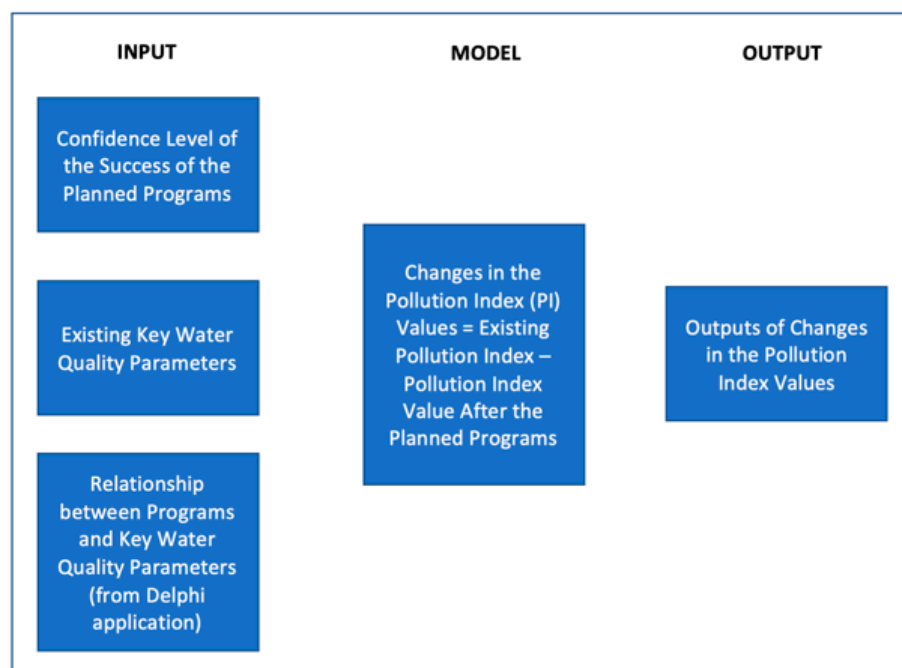 INPUT
MODEL
OUTPUT
Confidence Level of
the Success of the
Planned Programs
Existing Key Water
Quality Parameters
Relationship
between Programs
and Key Water
Quality Parameters
(from Delphi
application)
Changes in the
Pollution Index (PI)
Values = Existing
Pollution Index –
Pollution Index
Value After the
Planned Programs
Outputs of Changes
in the Pollution
Index Values